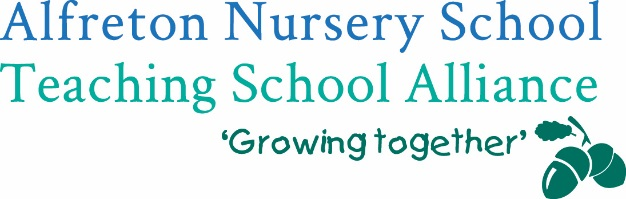 Alfreton Nursery School
Teaching School Alliance
‘Growing together’